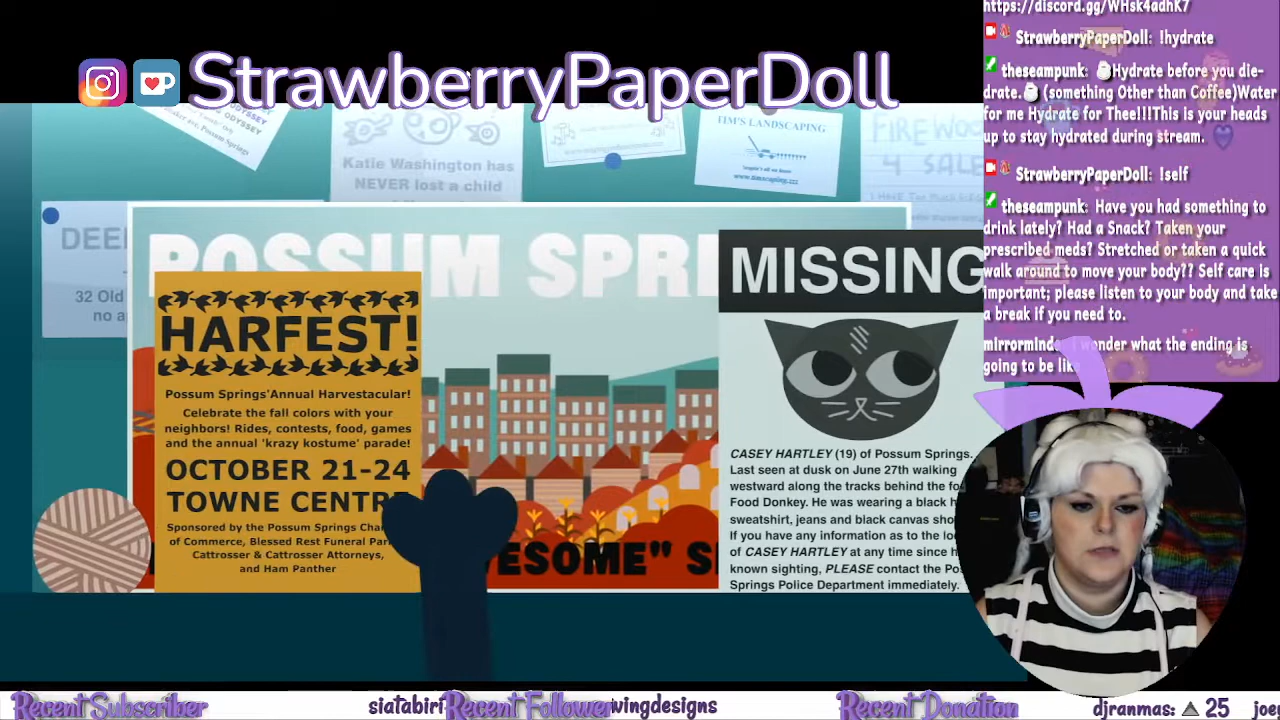 https://discord.gg/WHsk4adhK7
StrawberryPaperDoll: !hydrate
theseampunk: Hydrate before you die-
drate. (something Other than Coffee)Water
for me Hydrate for Thee!!!This is your heads
up to stay hydrated during stream.
StrawberryPaperDoll: !self
theseampunk: Have you had something to
drink lately? Had a Snack? Taken your
prescribed meds? Stretched or taken a quick
walk around to move your body?? Self care is
important; please listen to your body and take
a break if you need to.
wonder what the ending is
going to be like
StrawberryPaperDoll
ODYSSEY
Possum Springs
Katie Washington has
NEVER lost a child
TIM'S LANDSCAPING
FIREWOO
4 SALE
DEE
32 Old
no a
POSSUM SPRI
HARFEST!
Possum Springs'Annual Harvestacular!
Celebrate the fall colors with your
neighbors! Rides, contests, food, games
and the annual 'krazy kostume' parade!
OCTOBER 21-24
TOWNE CENTRE
Sponsored by the Possum Springs Cha
of Commerce, Blessed Rest Funeral Par
Cattrosser & Cattrosser Attorneys,
and Ham Panther
ESOME" S
MISSING
CASEY HARTLEY (19) of Possum Springs.
Last seen at dusk on June 27th walking
westward along the tracks behind the fo
Food Donkey. He was wearing a black h
sweatshirt, jeans and black canvas sho
If you have any information as to the lo
of CASEY HARTLEY at any time since h
known sighting, PLEASE contact the Po
Springs Police Department immediately.
Recent Subscriber
siatabiri
Recent Follower
wingdesigns
Recent Donation
djranmas: 25
joe